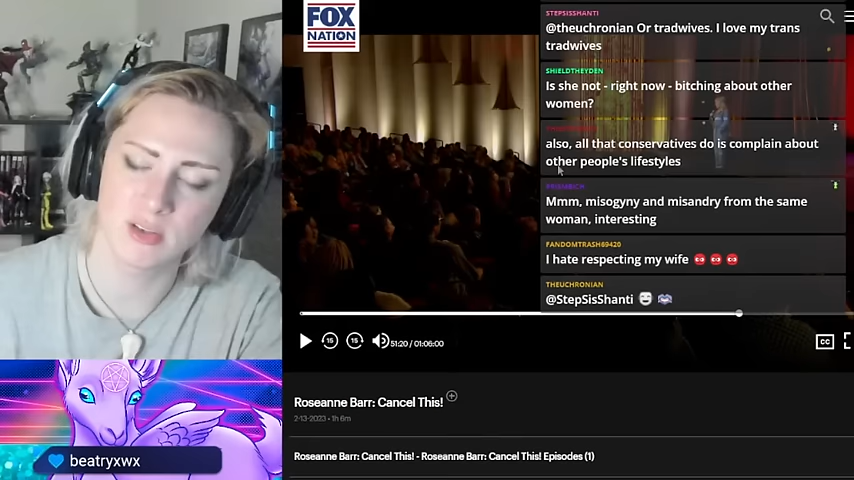 FOX
NATION
STEPSISSHANTI
@theuchronian Or tradwives. I love my trans
tradwives
SHIELDTHEYDEN
Is she not - right now - bitching about other
women?
also, all that conservatives do is complain about
other people's lifestyles
Mmm, misogyny and misandry from the same
woman, interesting
FANDOMTRASH69420
I hate respecting my wife
THEUCHRONIAN
@StepSisShanti
15
15
51:20 / 01:06:00
CC
Roseanne Barr: Cancel This!
2-13-2023 • 1h 6m
Roseanne Barr: Cancel This! - Roseanne Barr: Cancel This! Episodes (1)
beatryxwx